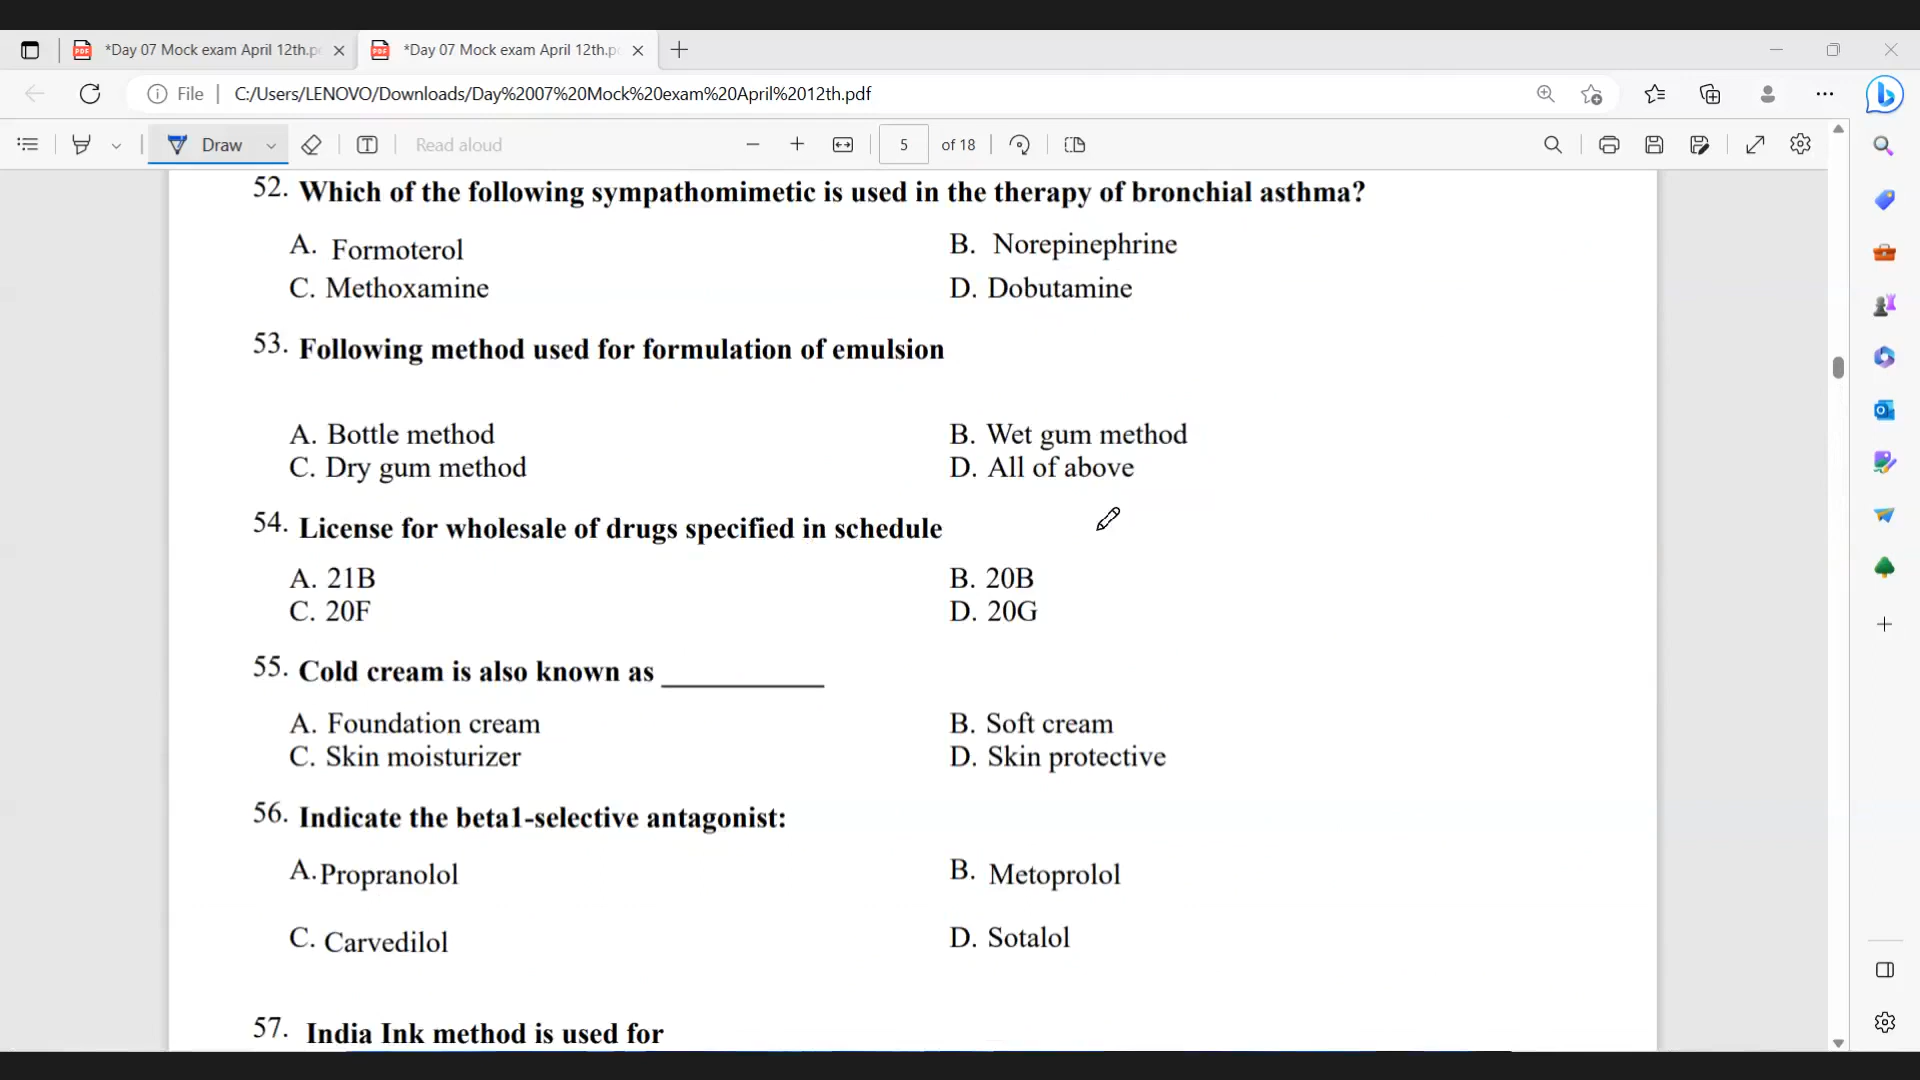 *Day 07 Mock exam April 12th.p
*Day 07 Mock exam April 12th.p
File
C:/Users/LENOVO/Downloads/Day%2007%20Mock%20exam%20April%2012th.pdf
Draw
Read aloud
5 of 18
52. Which of the following sympathomimetic is used in the therapy of bronchial asthma?
A. Formoterol B. Norepinephrine
C. Methoxamine D. Dobutamine
53. Following method used for formulation of emulsion
A. Bottle method B. Wet gum method
C. Dry gum method D. All of above
54. License for wholesale of drugs specified in schedule
A. 21B B. 20B
C. 20F D. 20G
55. Cold cream is also known as ___________
A. Foundation cream B. Soft cream
C. Skin moisturizer D. Skin protective
56. Indicate the beta1-selective antagonist:
A. Propranolol B. Metoprolol
C. Carvedilol D. Sotalol
57. India Ink method is used for